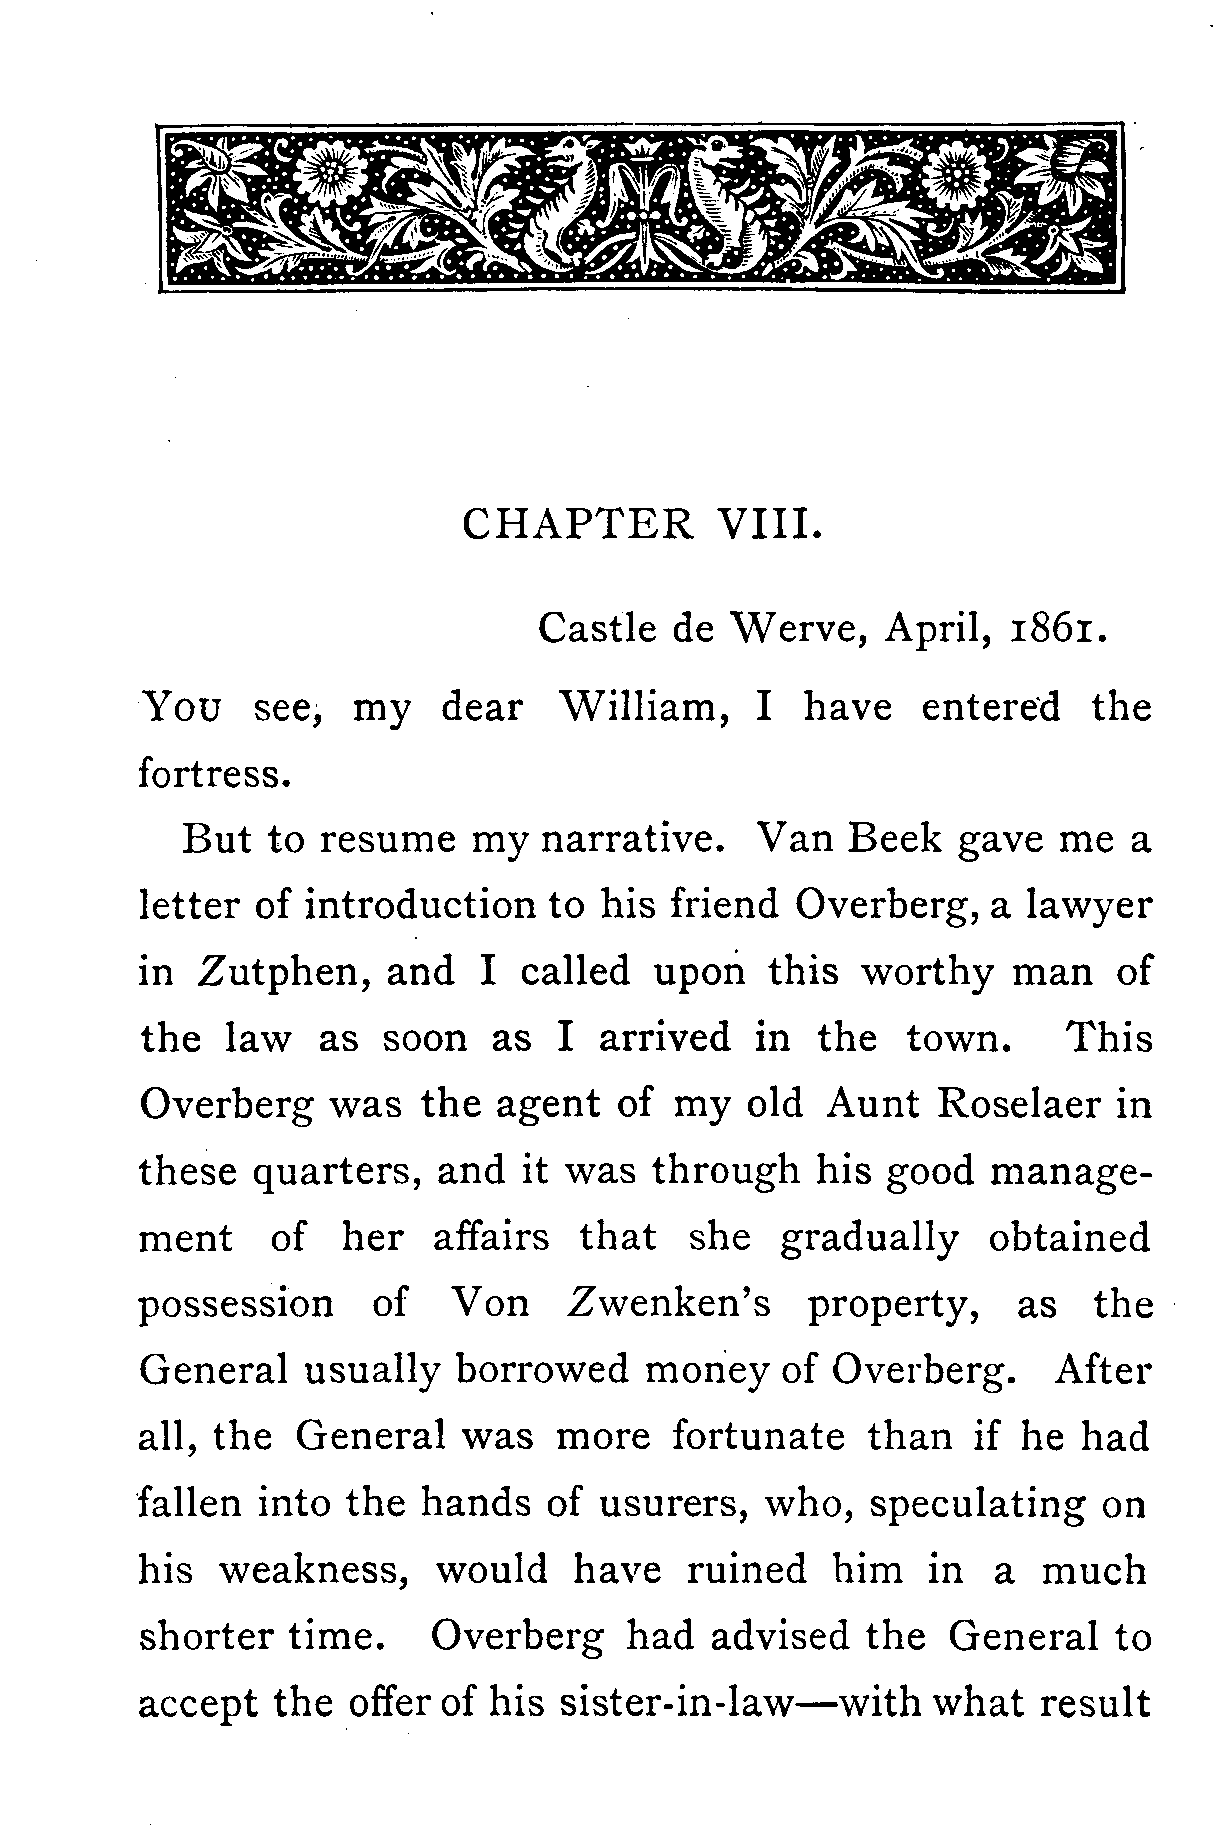 CHAPTER VIII.
Castle de Werve, April, 1861.
You see, my dear William, I have entered the
fortress.
But to resume my narrative. Van Beek gave me a
letter of introduction to his friend Overberg, a lawyer
in Zutphen, and I called upon this worthy man of
the law as soon as I arrived in the town. This
Overberg was the agent of my old Aunt Roselaer in
these quarters, and it was through his good manage-
ment of her affairs that she gradually obtained
possession of Von Zwenken's property, as the
General usually borrowed money of Overberg. After
all, the General was more fortunate than if he had
fallen into the hands of usurers, who, speculating on
his weakness, would have ruined him in a much
shorter time. Overberg had advised the General to
accept the offer of his sister-in-law—with what result